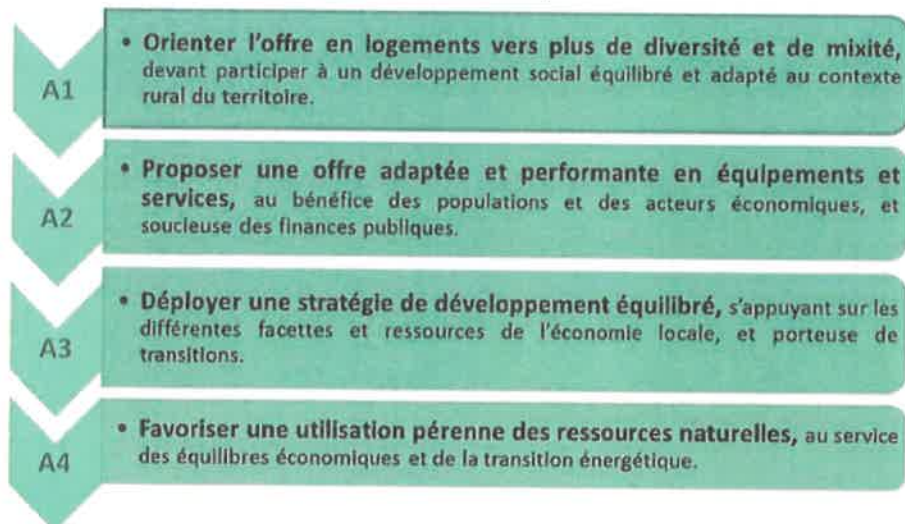 A1
• Orienter l'offre en logements vers plus de diversité et de mixité,
devant participer à un développement social équilibré et adapté au contexte
rural du territoire.
A2
• Proposer une offre adaptée et performante en équipements et
services, au bénéfice des populations et des acteurs économiques, et
soucieuse des finances publiques.
A3
• Déployer une stratégie de développement équilibré, s'appuyant sur les
différentes facettes et ressources de l'économie locale, et porteuse de
transitions.
A4
• Favoriser une utilisation pérenne des ressources naturelles, au service
des équilibres économiques et de la transition énergétique.